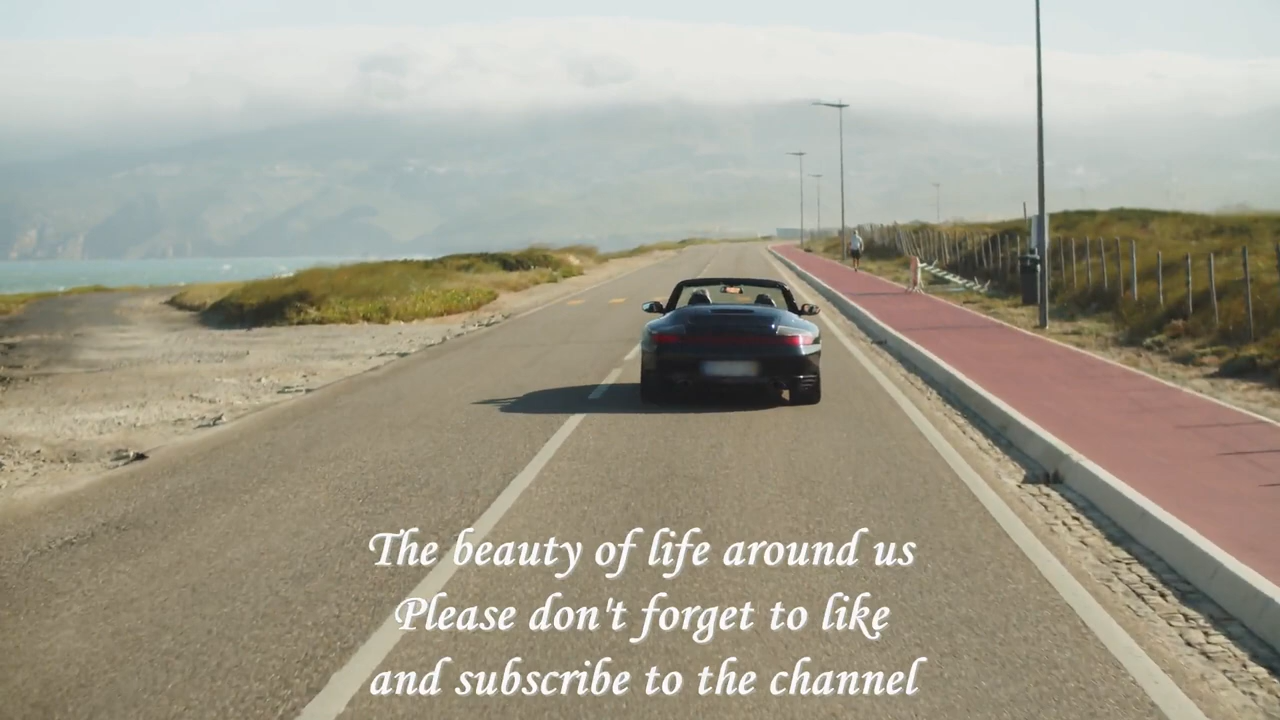 The beauty of life around us
Please don't forget to like
and subscribe to the channel